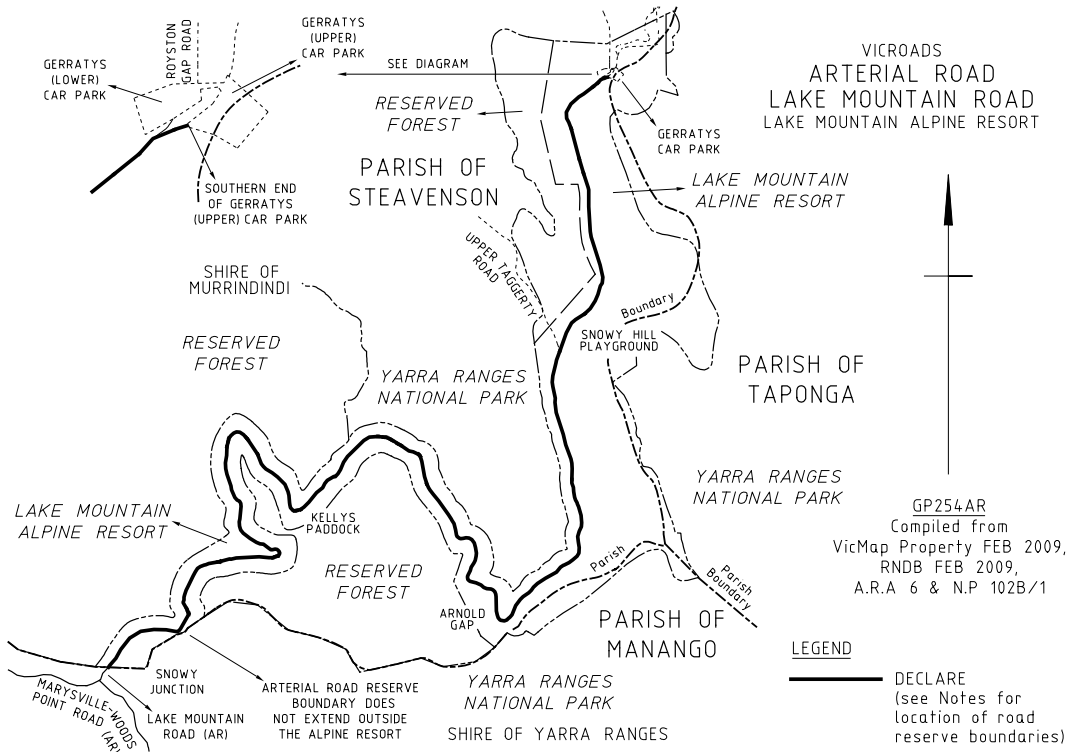 VICROADS
ARTERIAL ROAD
LAKE MOUNTAIN ROAD
LAKE MOUNTAIN ALPINE RESORT
ROYSTON
GAP ROAD
GERRATYS
(UPPER)
CAR PARK
GERRATYS
(LOWER)
CAR PARK
SEE DIAGRAM
RESERVED
FOREST
GERRATYS
CAR PARK
SOUTHERN END
OF GERRATYS
(UPPER) CAR PARK
PARISH OF
STEAVENSON
LAKE MOUNTAIN
ALPINE RESORT
UPPER TAGGERTY
ROAD
SHIRE OF
MURRINDINDI
Boundary
SNOWY HILL
PLAYGROUND
RESERVED
FOREST
YARRA RANGES
NATIONAL PARK
PARISH OF
TAPONGA
YARRA RANGES
NATIONAL PARK
LAKE MOUNTAIN
ALPINE RESORT
KELLYS
PADDOCK
RESERVED
FOREST
Parish
Parish
Boundary
ARNOLD
GAP
PARISH OF
MANANGO
GP254AR
Compiled from
VicMap Property FEB 2009,
RNDB FEB 2009,
A.R.A 6 & N.P 102B/1
SNOWY
JUNCTION
MARYSVILLE-WOODS
POINT ROAD (AR)
LAKE MOUNTAIN
ROAD (AR)
ARTERIAL ROAD RESERVE
BOUNDARY DOES
NOT EXTEND OUTSIDE
THE ALPINE RESORT
YARRA RANGES
NATIONAL PARK
SHIRE OF YARRA RANGES
LEGEND
DECLARE
(see Notes for
location of road
reserve boundaries)